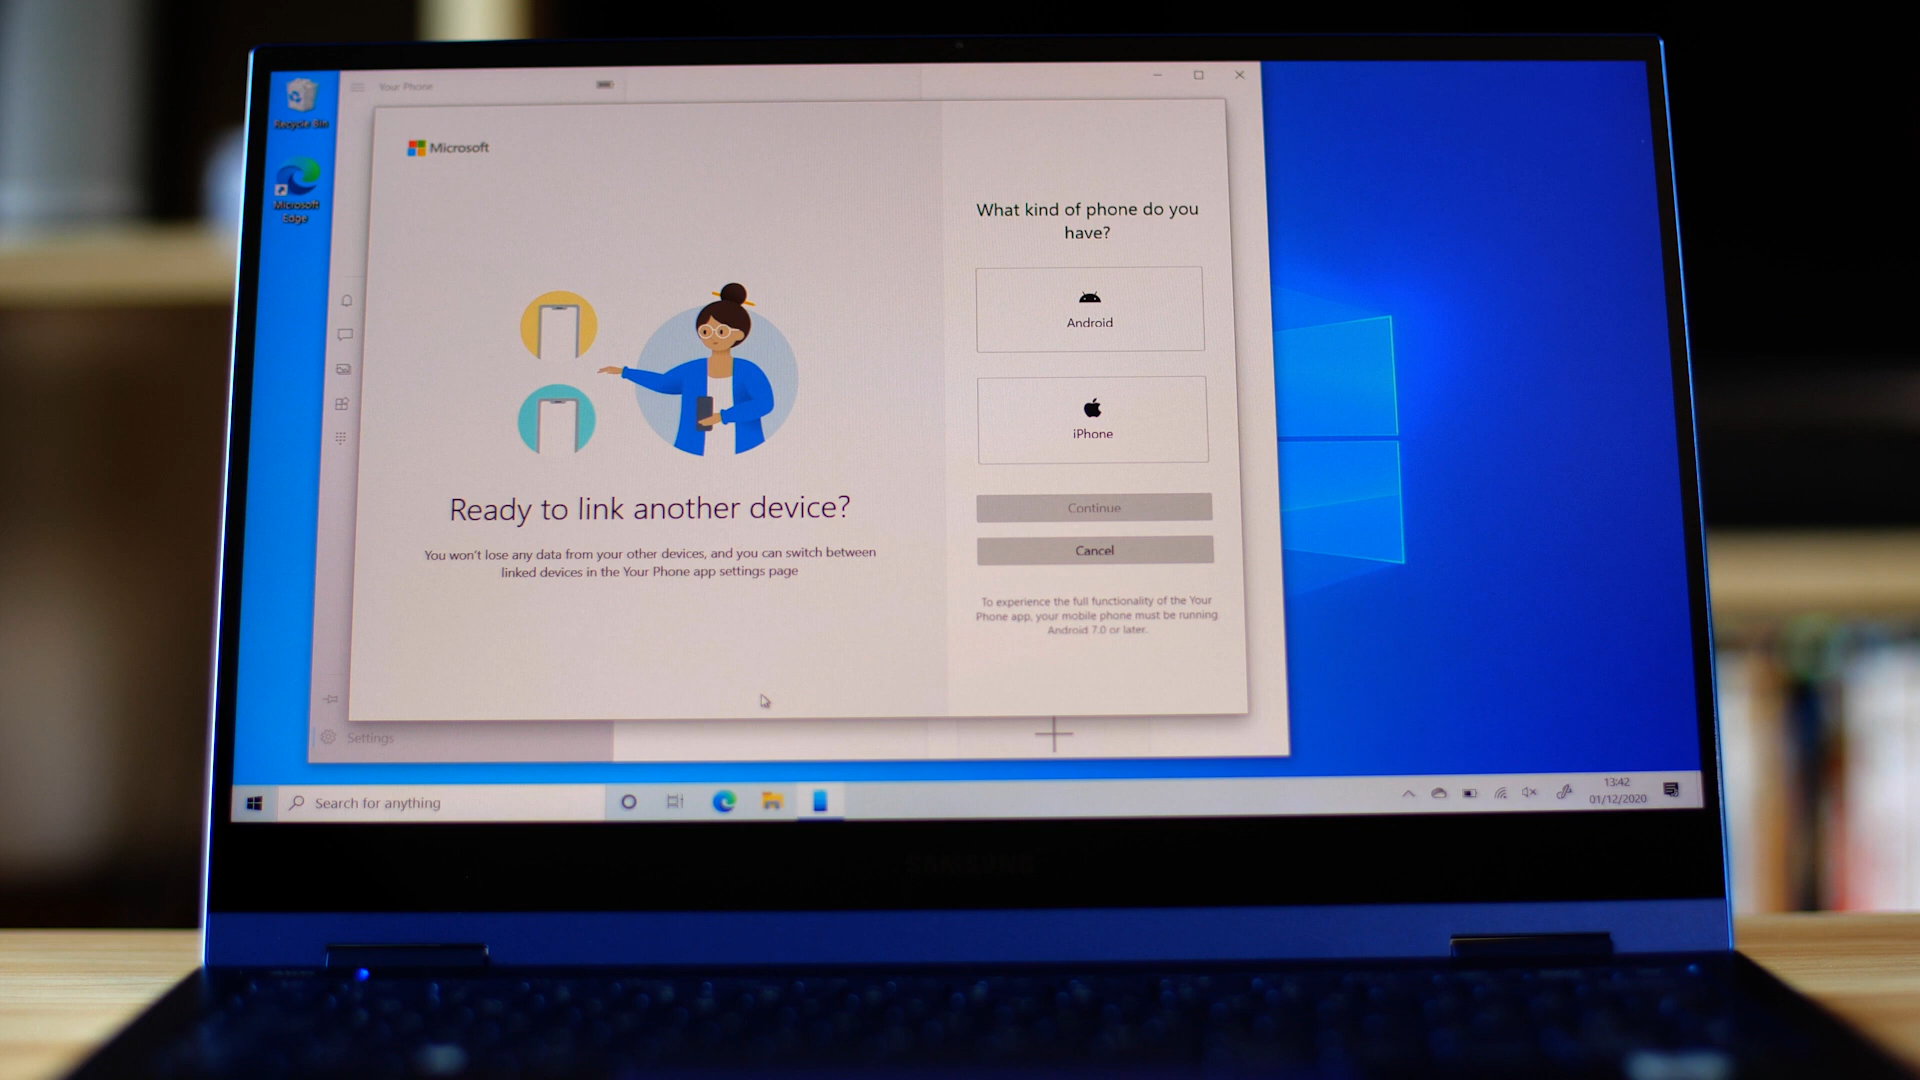 Recycle Bin
Microsoft
Edge
Your Phone
Microsoft
Ready to link another device?
You won't lose any data from your other devices, and you can switch between
linked devices in the Your Phone app settings page
What kind of phone do you
have?
Android
iPhone
Continue
Cancel
To experience the full functionality of the Your
Phone app, your mobile phone must be running
Android 7.0 or later.
Settings
Search for anything
13:42
01/12/2020
SAMSUNG